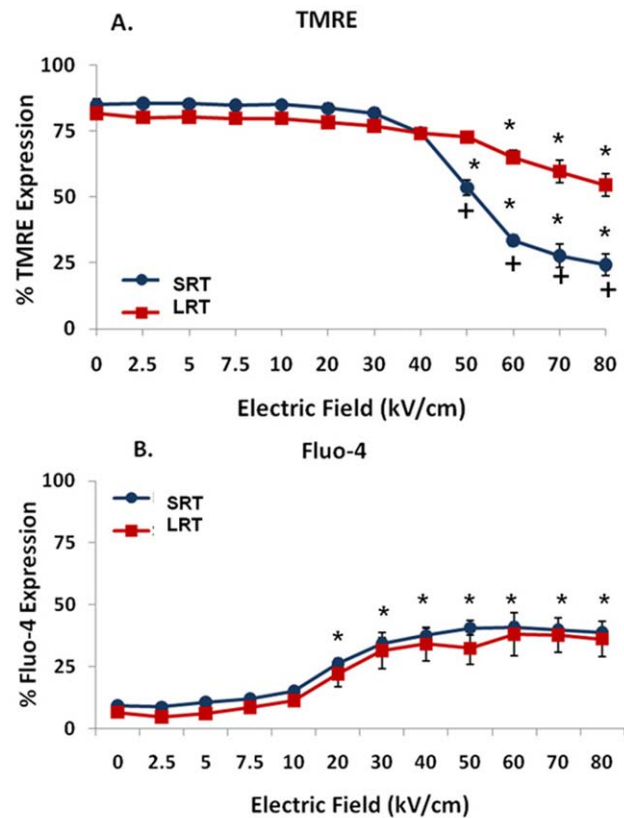 A.
TMRE
% TMRE Expression
100
75
50
25
0
* * *
* * * *
+ + + +
SRT
LRT
0 2.5 5 7.5 10 20 30 40 50 60 70 80
Electric Field (kV/cm)
B.
Fluo-4
% Fluo-4 Expression
100
75
50
25
0
SRT
LRT
* * * * * * *
0 2.5 5 7.5 10 20 30 40 50 60 70 80
Electric Field (kV/cm)